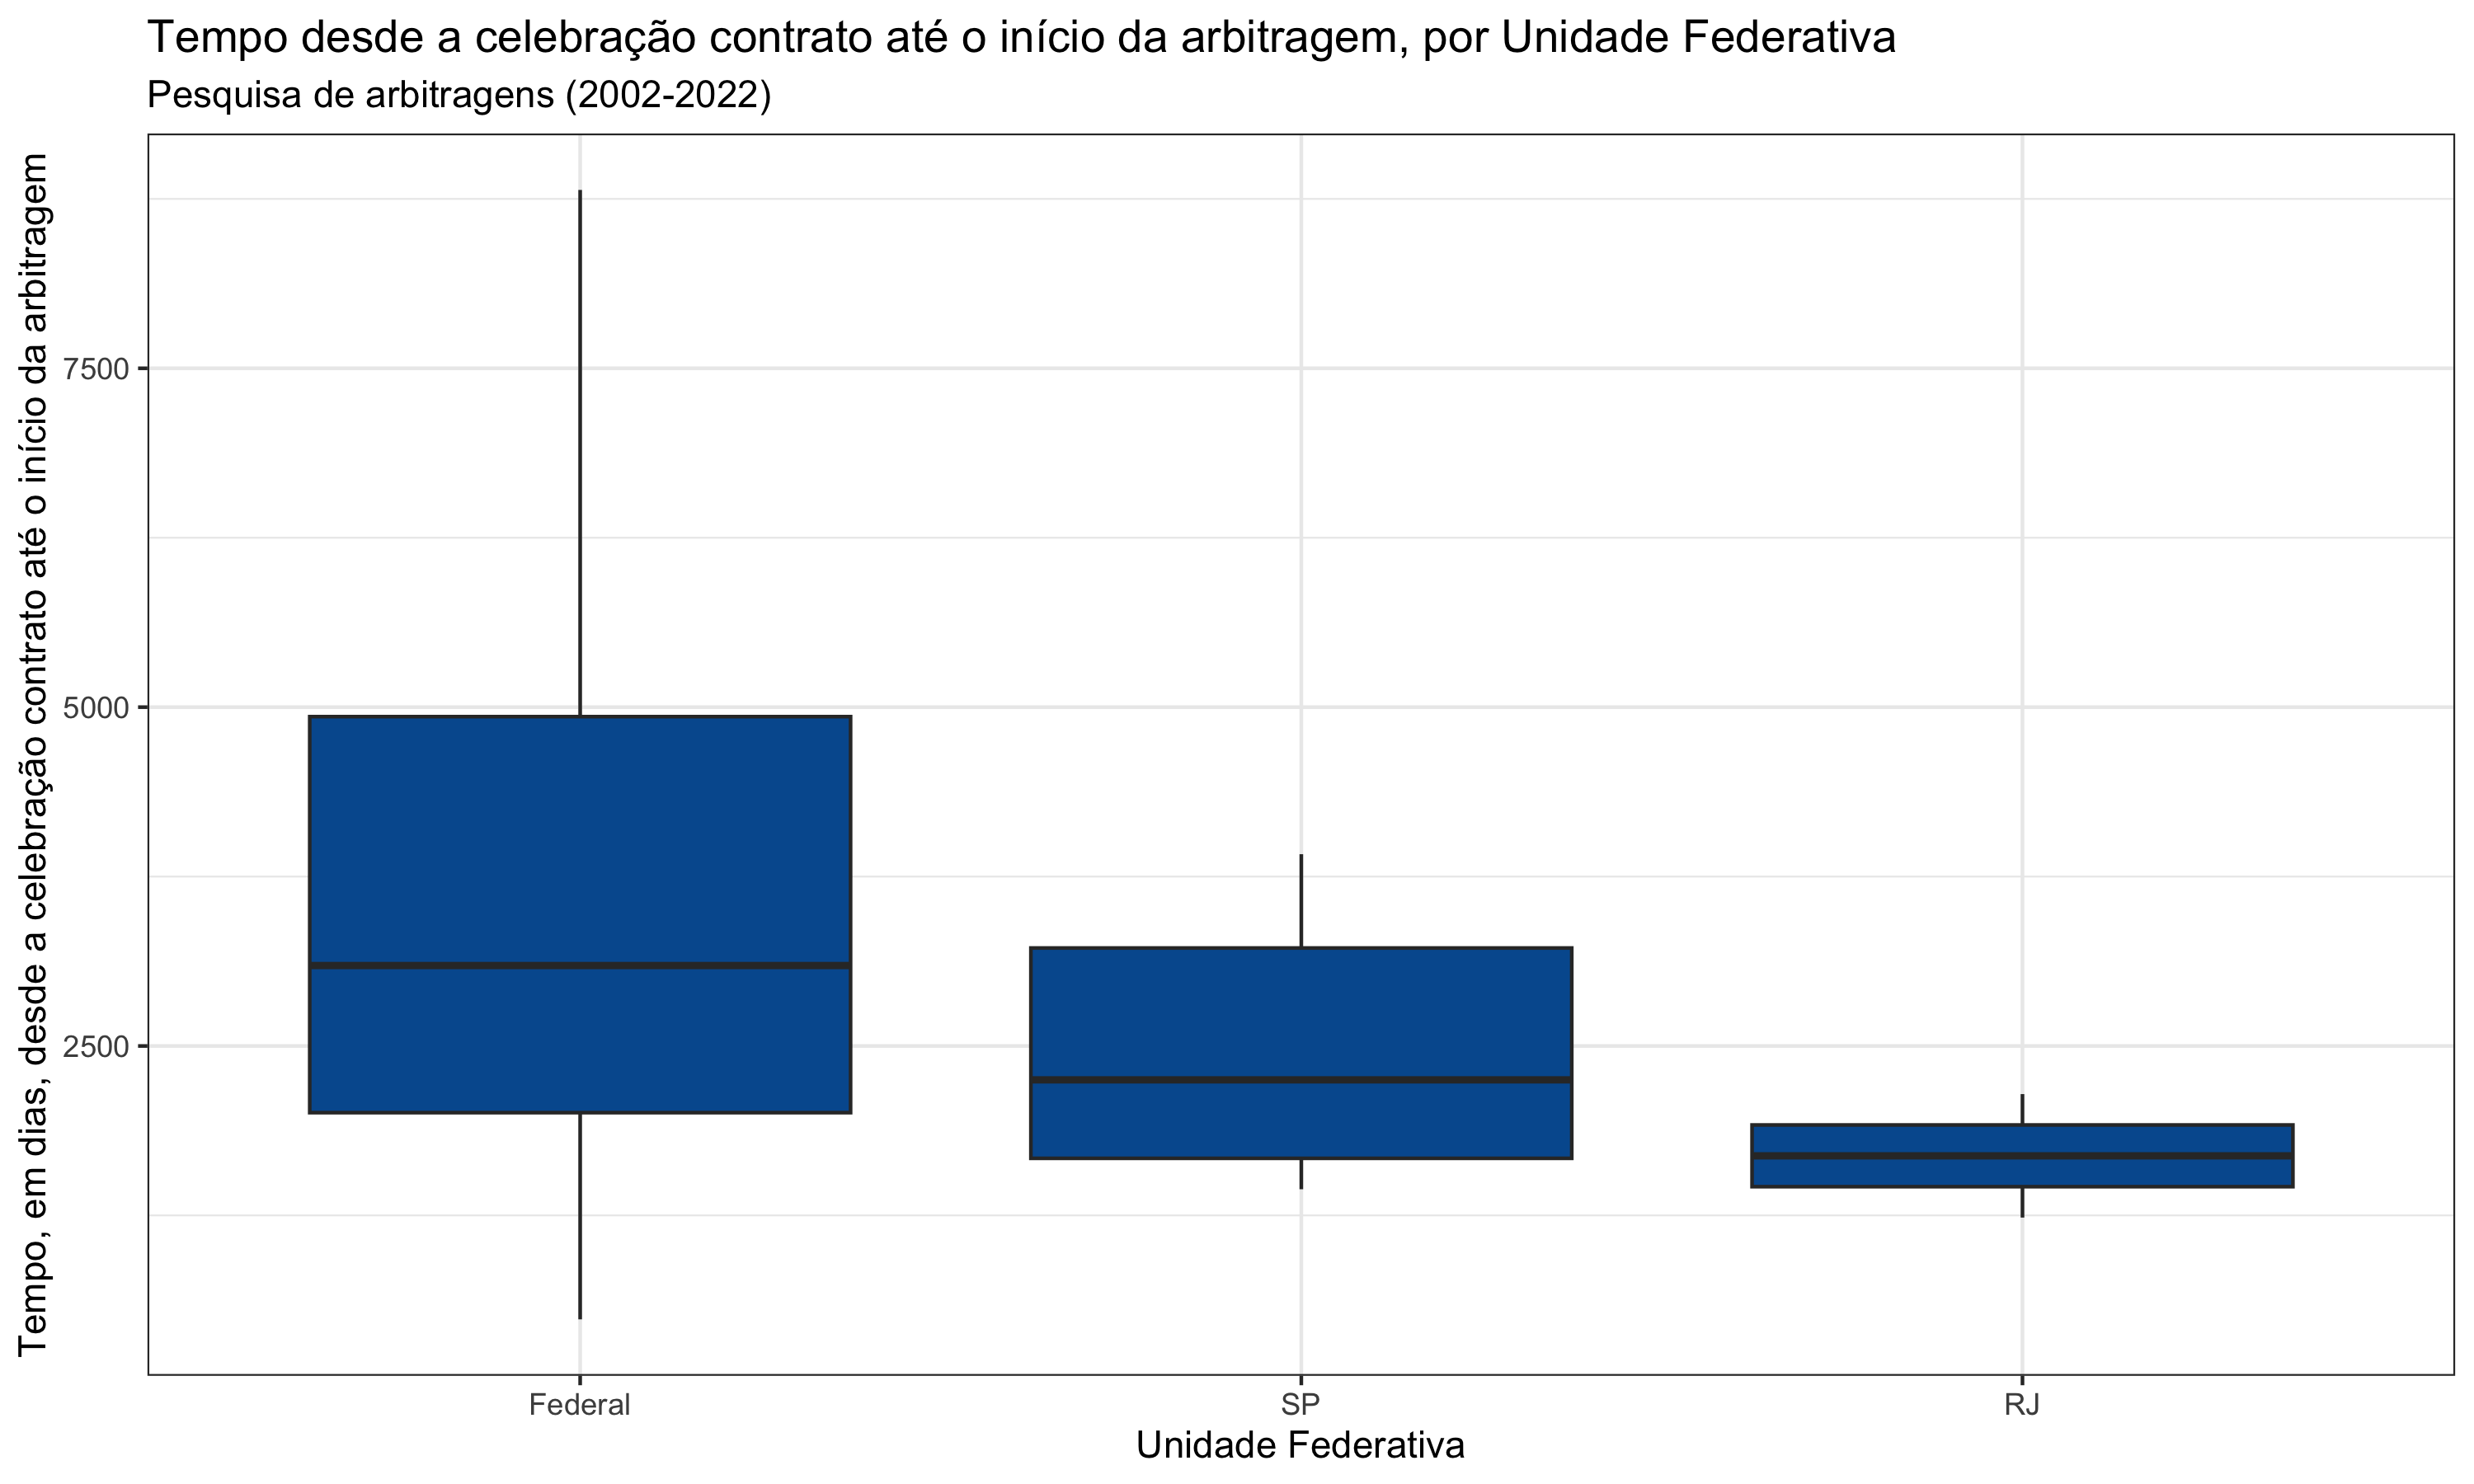 Tempo desde a celebração contrato até o início da arbitragem, por Unidade Federativa
Pesquisa de arbitragens (2002-2022)
Tempo, em dias, desde a celebração contrato até o início da arbitragem
7500
5000
2500
Federal
SP
RJ
Unidade Federativa